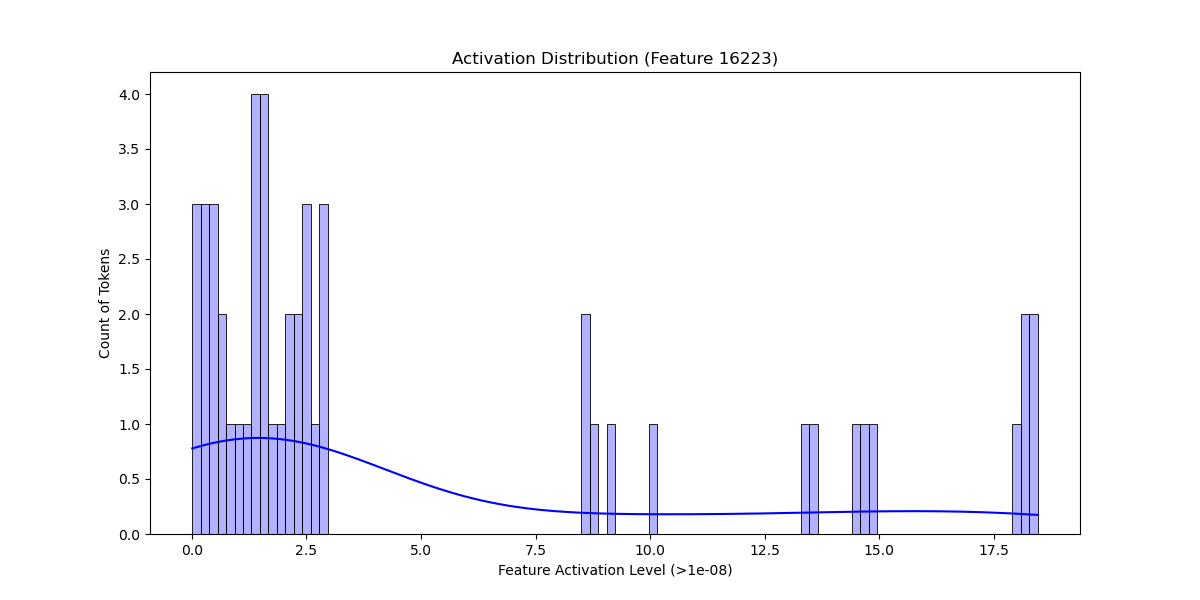 Activation Distribution (Feature 16223)
4.0
3.5
3.0
2.5
2.0
1.5
1.0
0.5
0.0
Count of Tokens
0.0 2.5 5.0 7.5 10.0 12.5 15.0 17.5
Feature Activation Level (>1e-08)